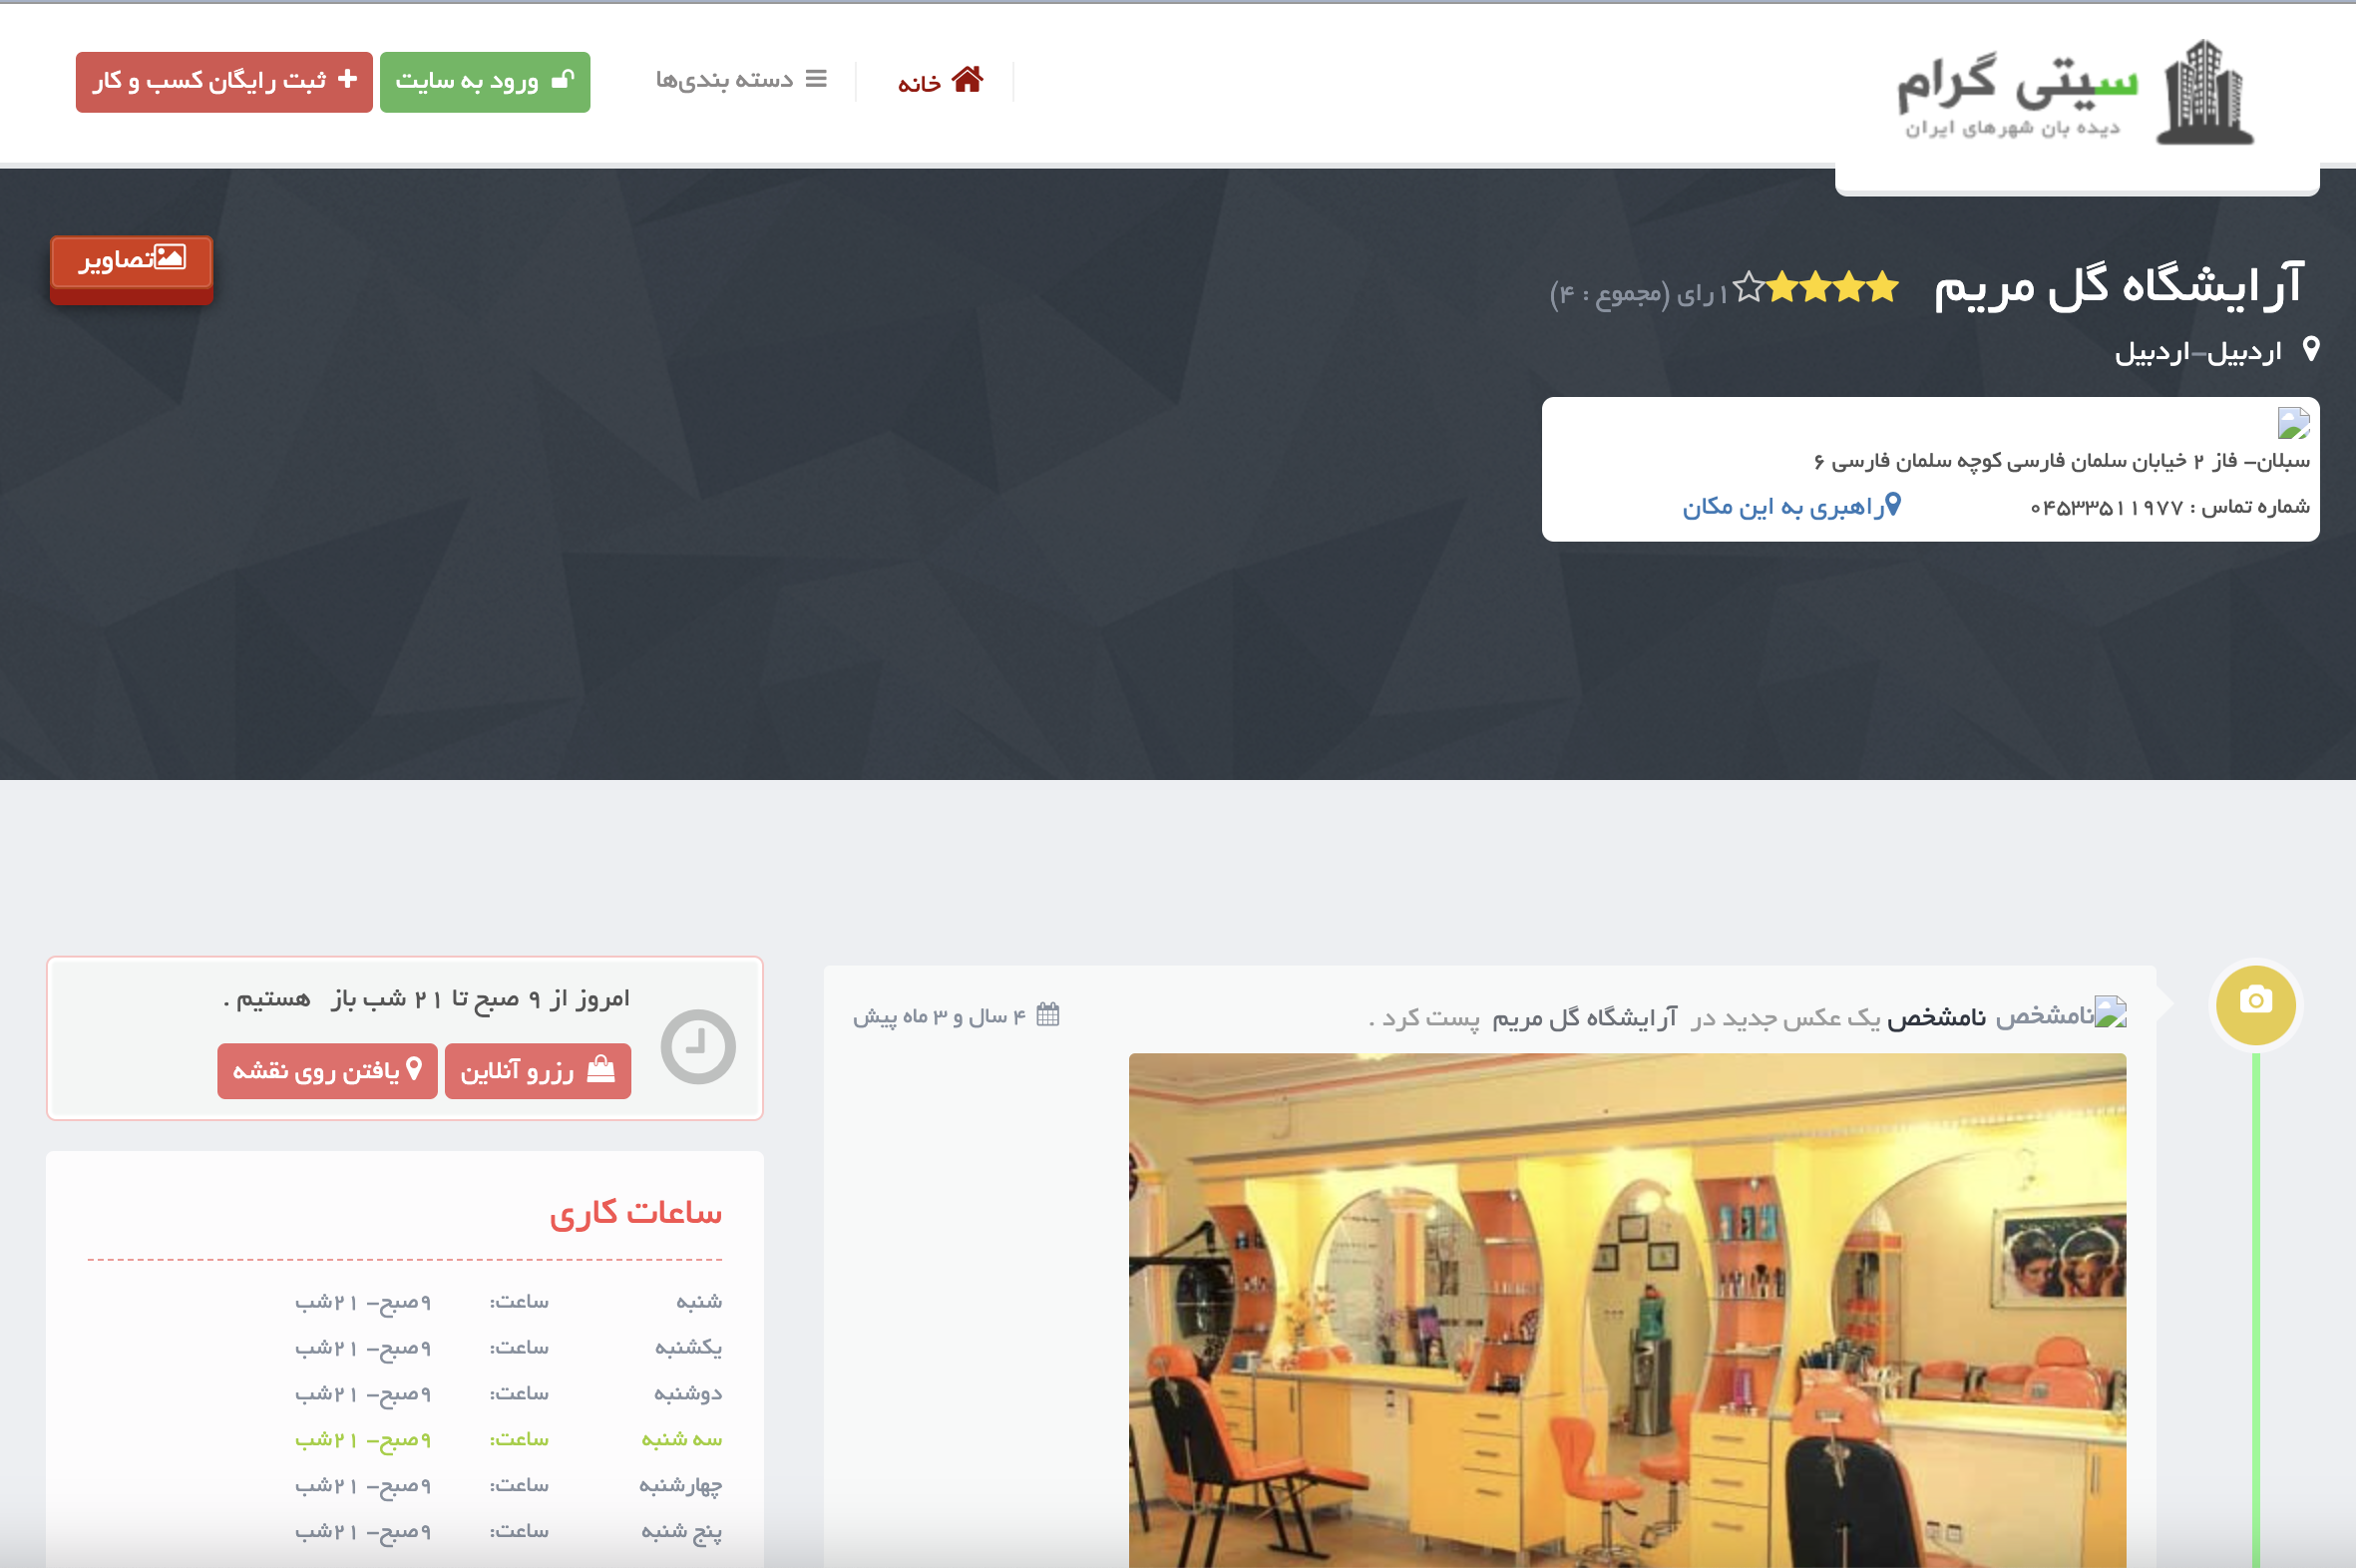 سیتی گرام
دیده بان شهرهای ایران
خانه
دسته بندی‌ها
ورود به سایت
ثبت رایگان کسب و کار
آرایشگاه گل مریم
۱ رای (مجموع : ۴)
تصاویر
اردبیل-اردبیل
سبلان- فاز ۲ خیابان سلمان فارسی کوچه سلمان فارسی ۶
شماره تماس : ۰۴۵۳۳۵۱۱۹۷۷
راهبری به این مکان
نامشخص نامشخص یک عکس جدید در آرایشگاه گل مریم پست کرد .
۴ سال و ۳ ماه پیش
امروز از ۹ صبح تا ۲۱ شب باز هستیم .
رزرو آنلاین
یافتن روی نقشه
ساعات کاری
شنبه ساعت: ۹صبح- ۲۱شب
یکشنبه ساعت: ۹صبح- ۲۱شب
دوشنبه ساعت: ۹صبح- ۲۱شب
سه شنبه ساعت: ۹صبح- ۲۱شب
چهارشنبه ساعت: ۹صبح- ۲۱شب
پنج شنبه ساعت: ۹صبح- ۲۱شب